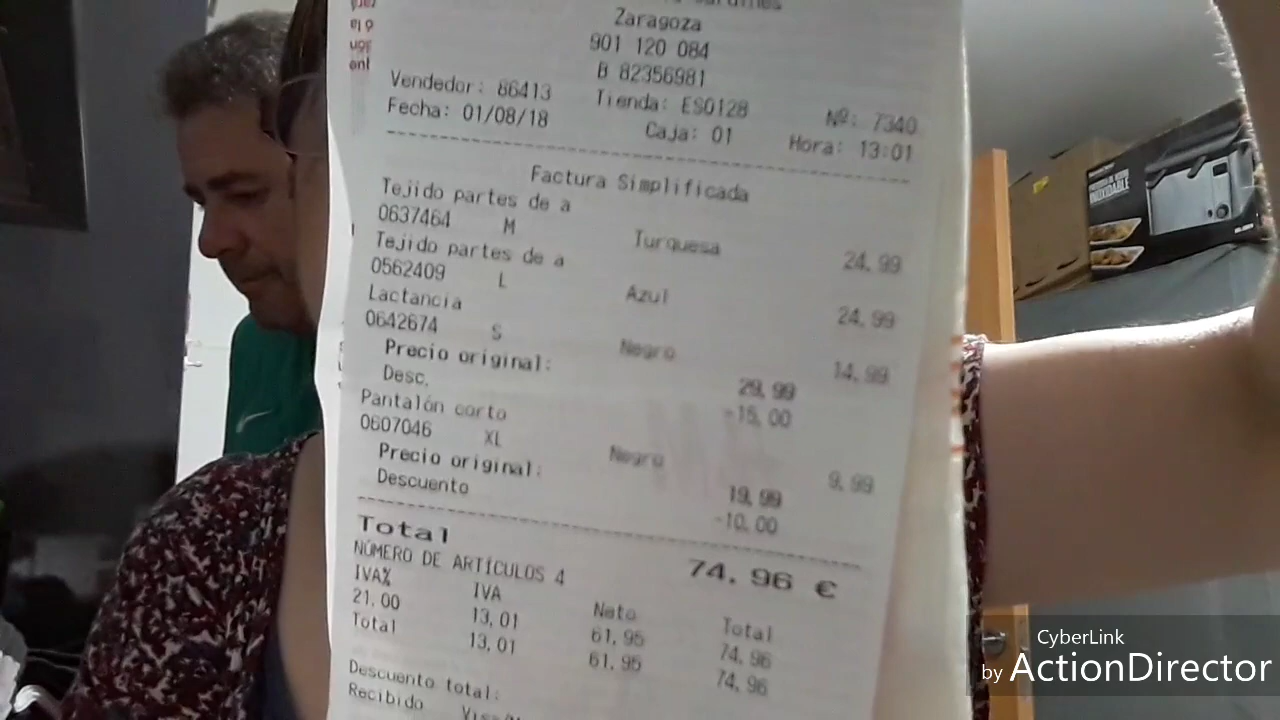 Zaragoza
901 120 084
B 82356981
Vendedor: 86413 Tienda: ES0128 Nº: 7340
Fecha: 01/08/18 Caja: 01 Hora: 13:01
Factura Simplificada
Tejido partes de a
0637464 M Turquesa 24,99
Tejido partes de a
0562409 L Azul 24,99
Lactancia
0642674 S Negro 14,99
Precio original: 29,99
Desc. -15,00
Pantalón corto
0607046 XL Negro 9,99
Precio original: 19,99
Descuento -10,00
Total 74,96 €
NÚMERO DE ARTÍCULOS 4
IVA% IVA Neto Total
21,00 13,01 61,95 74,96
Total 13,01 61,95 74,96
Descuento total:
Recibido
INOXIDABLE
CyberLink
by ActionDirector